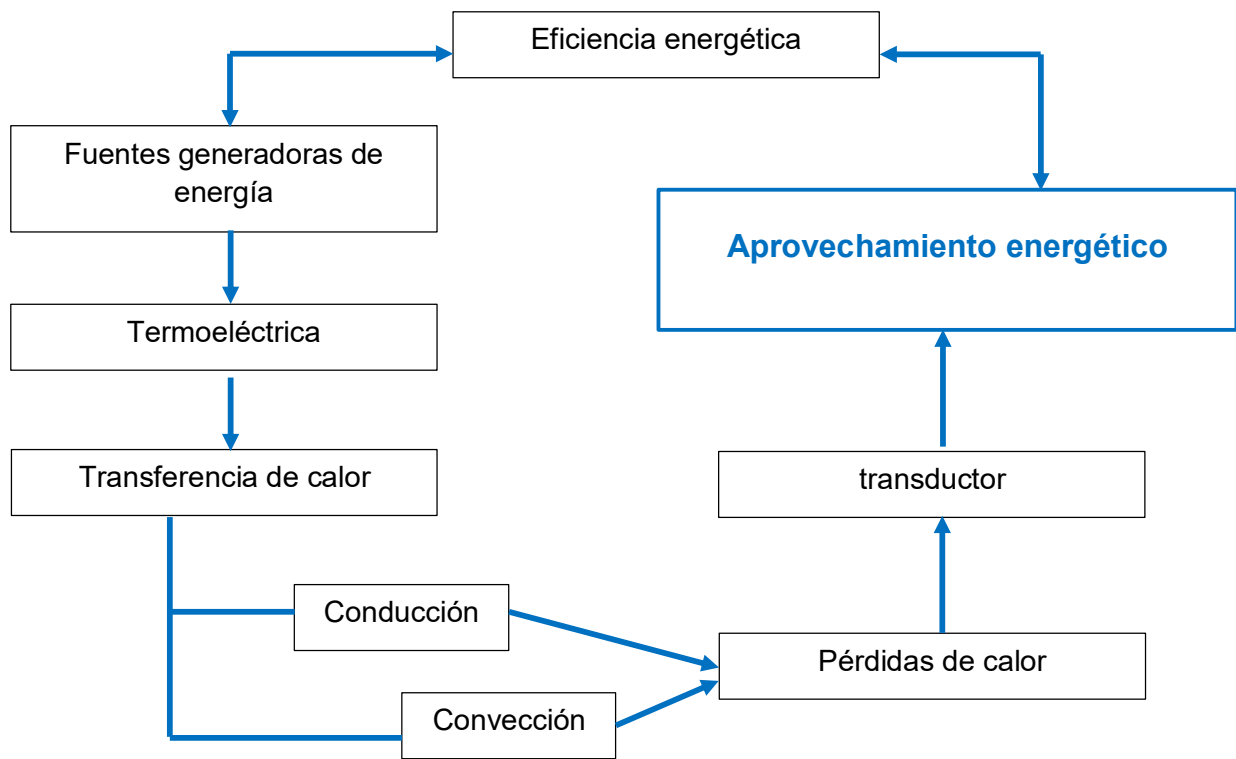 Eficiencia energética
Fuentes generadoras de
energía
Aprovechamiento energético
Termoeléctrica
Transferencia de calor
transductor
Conducción
Pérdidas de calor
Convección